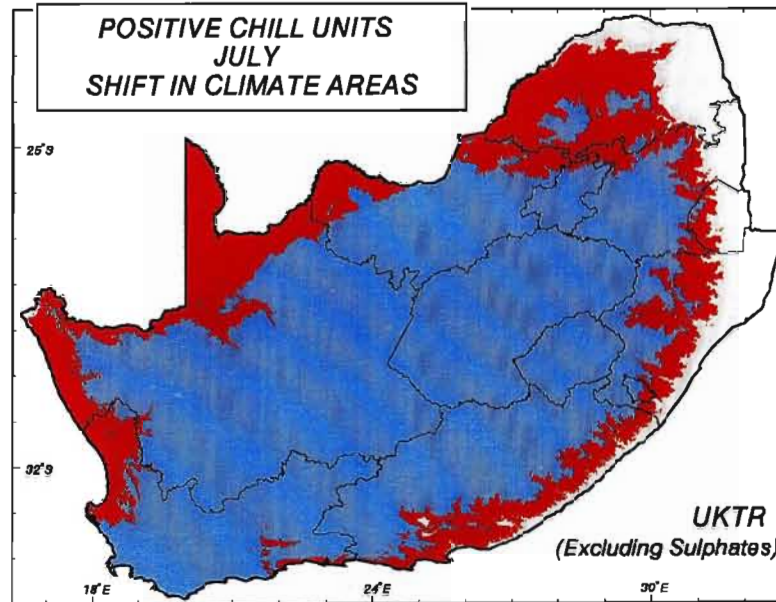 POSITIVE CHILL UNITS
JULY
SHIFT IN CLIMATE AREAS
25°S
32°S
UKTR
(Excluding Sulphates)
18°E
24°E
30°E